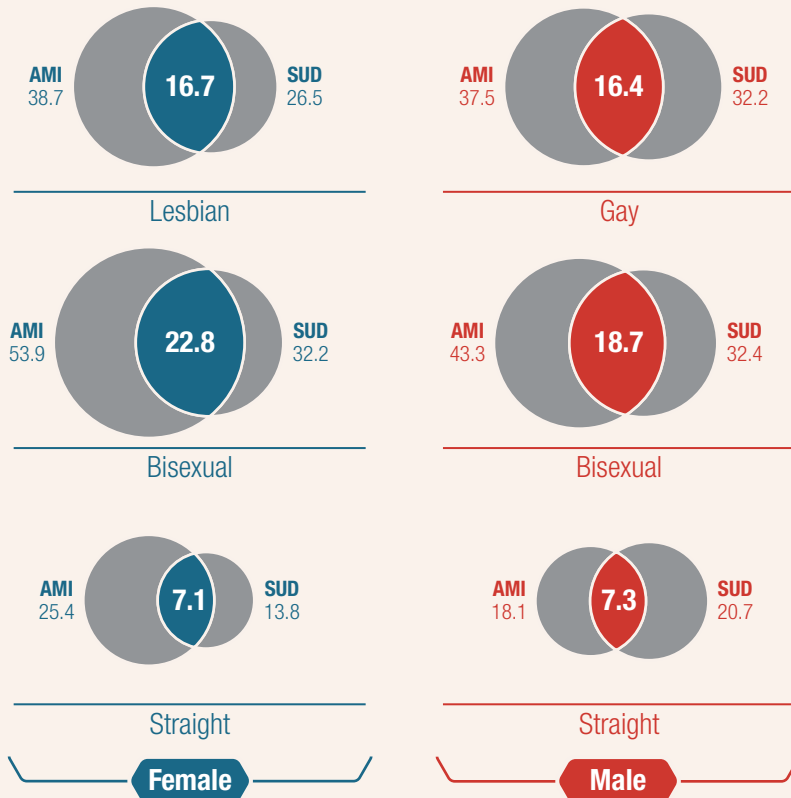 AMI
38.7
16.7
SUD
26.5
Lesbian
AMI
37.5
16.4
SUD
32.2
Gay
AMI
53.9
22.8
SUD
32.2
Bisexual
AMI
43.3
18.7
SUD
32.4
Bisexual
AMI
25.4
7.1
SUD
13.8
Straight
AMI
18.1
7.3
SUD
20.7
Straight
Female
Male